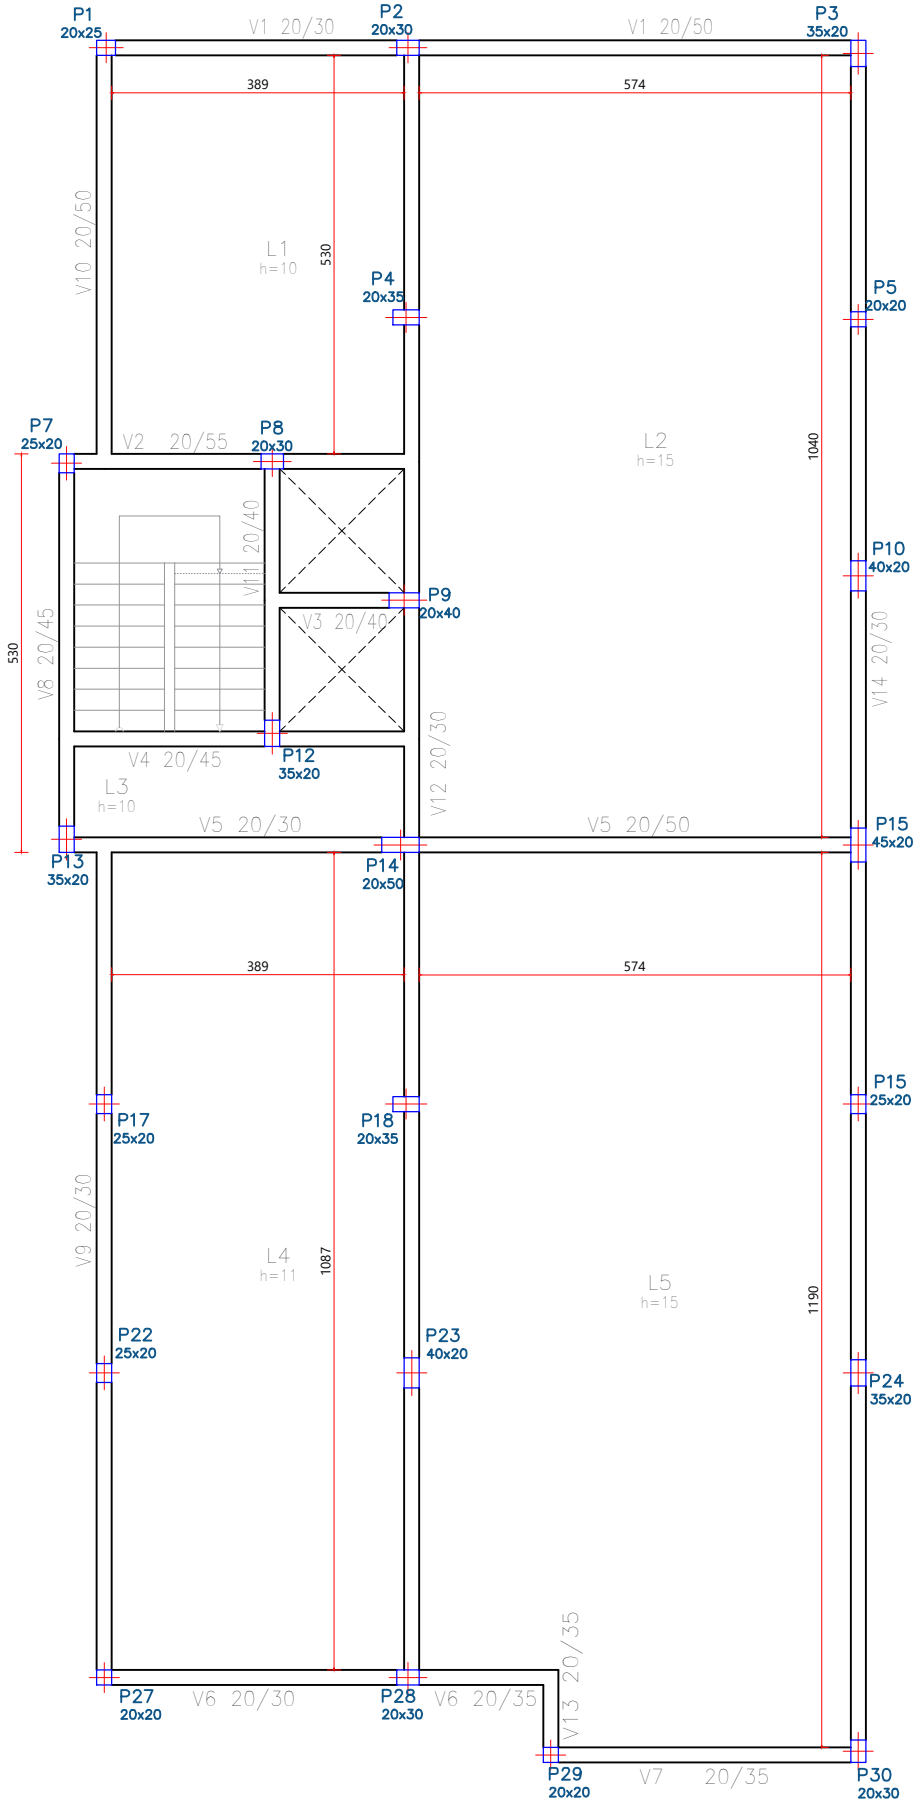 P1
20x25
V1 20/30
P2
20x30
V1 20/50
P3
35x20
389
574
V10 20/50
L1
h=10
530
P4
20x35
P5
20x20
P7
25x20
V2 20/55
P8
20x30
L2
h=15
1040
V11 20/40
P10
40x20
P9
20x40
V3 20/40
530
V8 20/45
V14 20/30
V4 20/45
P12
35x20
V12 20/30
L3
h=10
V5 20/30
V5 20/50
P15
45x20
P13
35x20
P14
20x50
389
574
P17
25x20
P18
20x35
P15
25x20
V9 20/30
L4
h=11
1087
L5
h=15
1190
P22
25x20
P23
40x20
P24
35x20
P27
20x20
V6 20/30
P28
20x30
V6 20/35
V13 20/35
P29
20x20
V7 20/35
P30
20x30